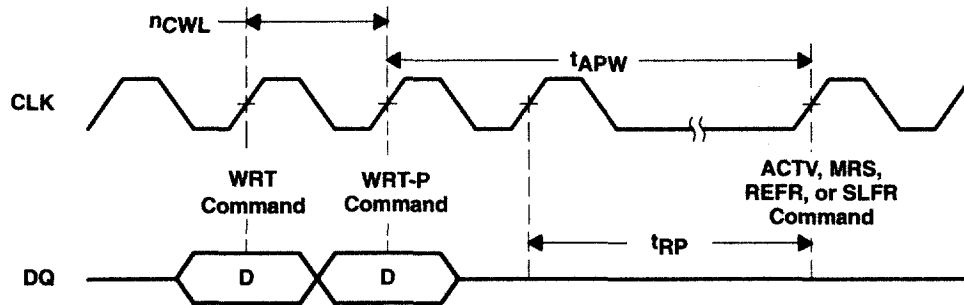 nCWL
tAPW
CLK
WRT
Command
WRT-P
Command
ACTV, MRS,
REFR, or SLFR
Command
tRP
DQ
D
D